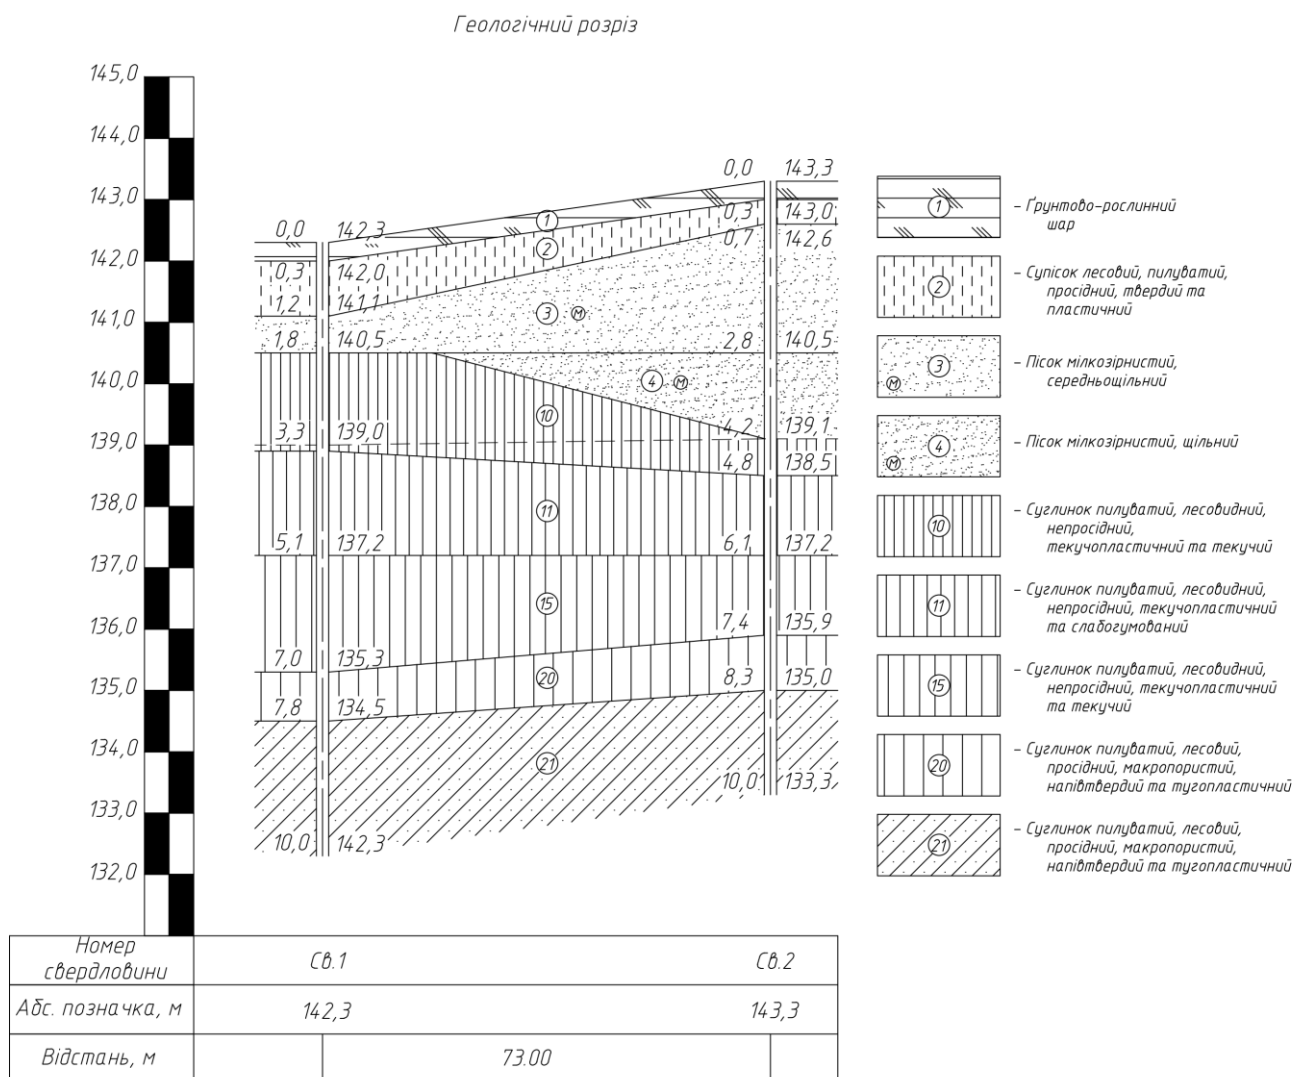 Геологічний розріз
145,0
144,0
143,0
142,0
141,0
140,0
139,0
138,0
137,0
136,0
135,0
134,0
133,0
132,0
0,0 142,3
0,3 142,0
1,2 141,1
1,8 140,5
3,3 139,0
5,1 137,2
7,0 135,3
7,8 134,5
10,0 142,3
1
2
3 М
4 М
10
11
15
20
21
0,0 143,3
0,3 143,0
0,7 142,6
2,8 140,5
4,2 139,1
4,8 138,5
6,1 137,2
7,4 135,9
8,3 135,0
10,0 133,3
1
- Ґрунтово-рослинний
шар
2
- Супісок лесовий, пилуватий,
просідний, твердий та
пластичний
3
М
- Пісок мілкозірнистий,
середньощільний
4
М
- Пісок мілкозірнистий, щільний
10
- Суглинок пилуватий, лесовидний,
непросідний,
текучопластичний та текучий
11
- Суглинок пилуватий, лесовидний,
непросідний, текучопластичний
та слабогумований
15
- Суглинок пилуватий, лесовидний,
непросідний, текучопластичний
та текучий
20
- Суглинок пилуватий, лесовий,
просідний, макропористий,
напівтвердий та тугопластичний
21
- Суглинок пилуватий, лесовий,
просідний, макропористий,
напівтвердий та тугопластичний
Номер
свердловини
Св.1 Св.2
Абс. позначка, м 142,3 143,3
Відстань, м 73.00